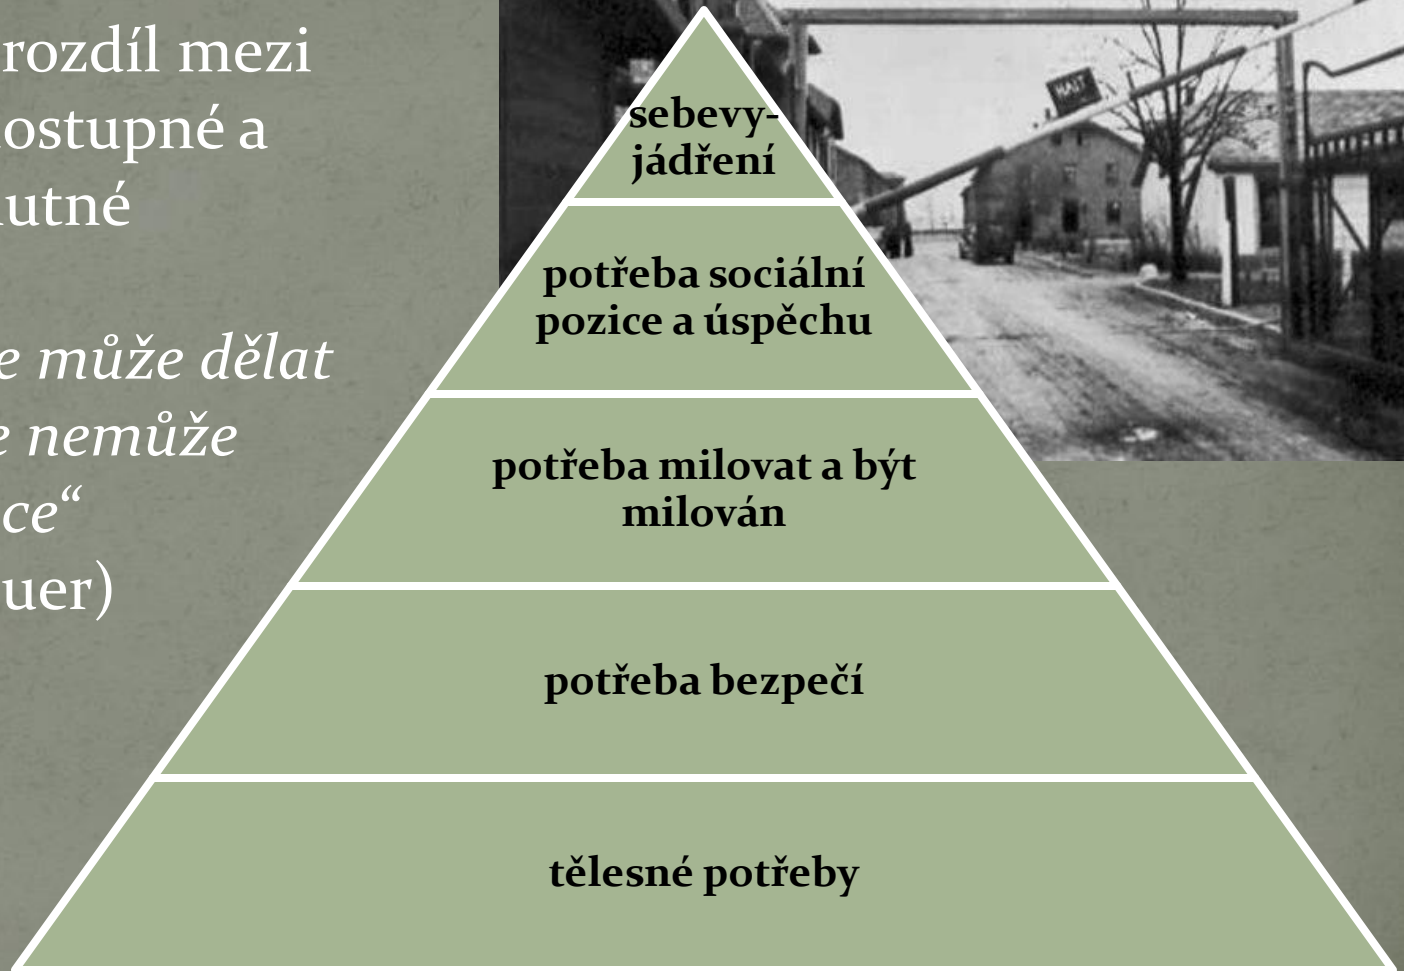 rozdíl mezi
ostupné a
utné
e může dělat
e nemůže
ce“
uer)
HALT
sebevy-
jádření
potřeba sociální
pozice a úspěchu
potřeba milovat a být
milován
potřeba bezpečí
tělesné potřeby